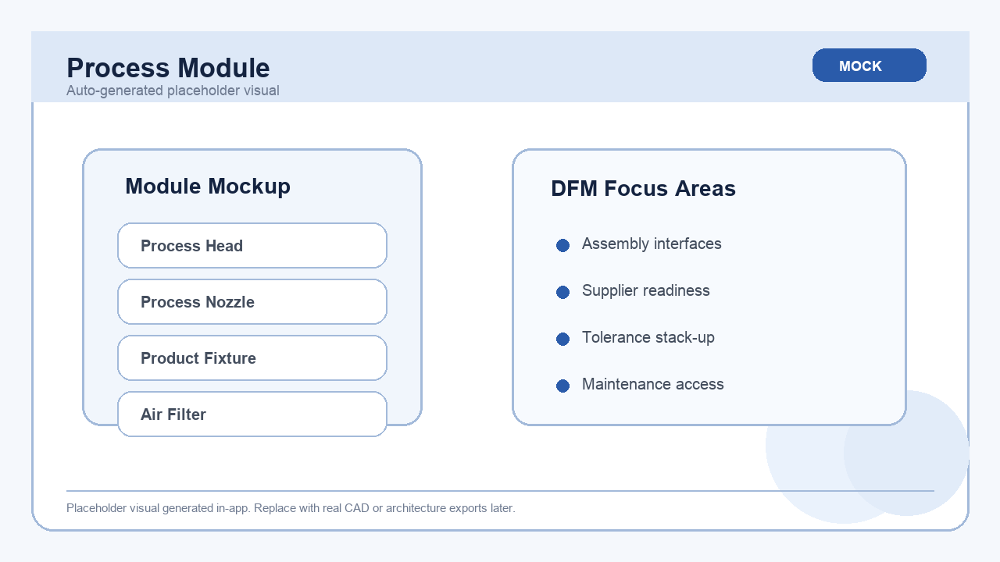 Process Module
Auto-generated placeholder visual
MOCK
Module Mockup
Process Head
Process Nozzle
Product Fixture
Air Filter
DFM Focus Areas
Assembly interfaces
Supplier readiness
Tolerance stack-up
Maintenance access
Placeholder visual generated in-app. Replace with real CAD or architecture exports later.